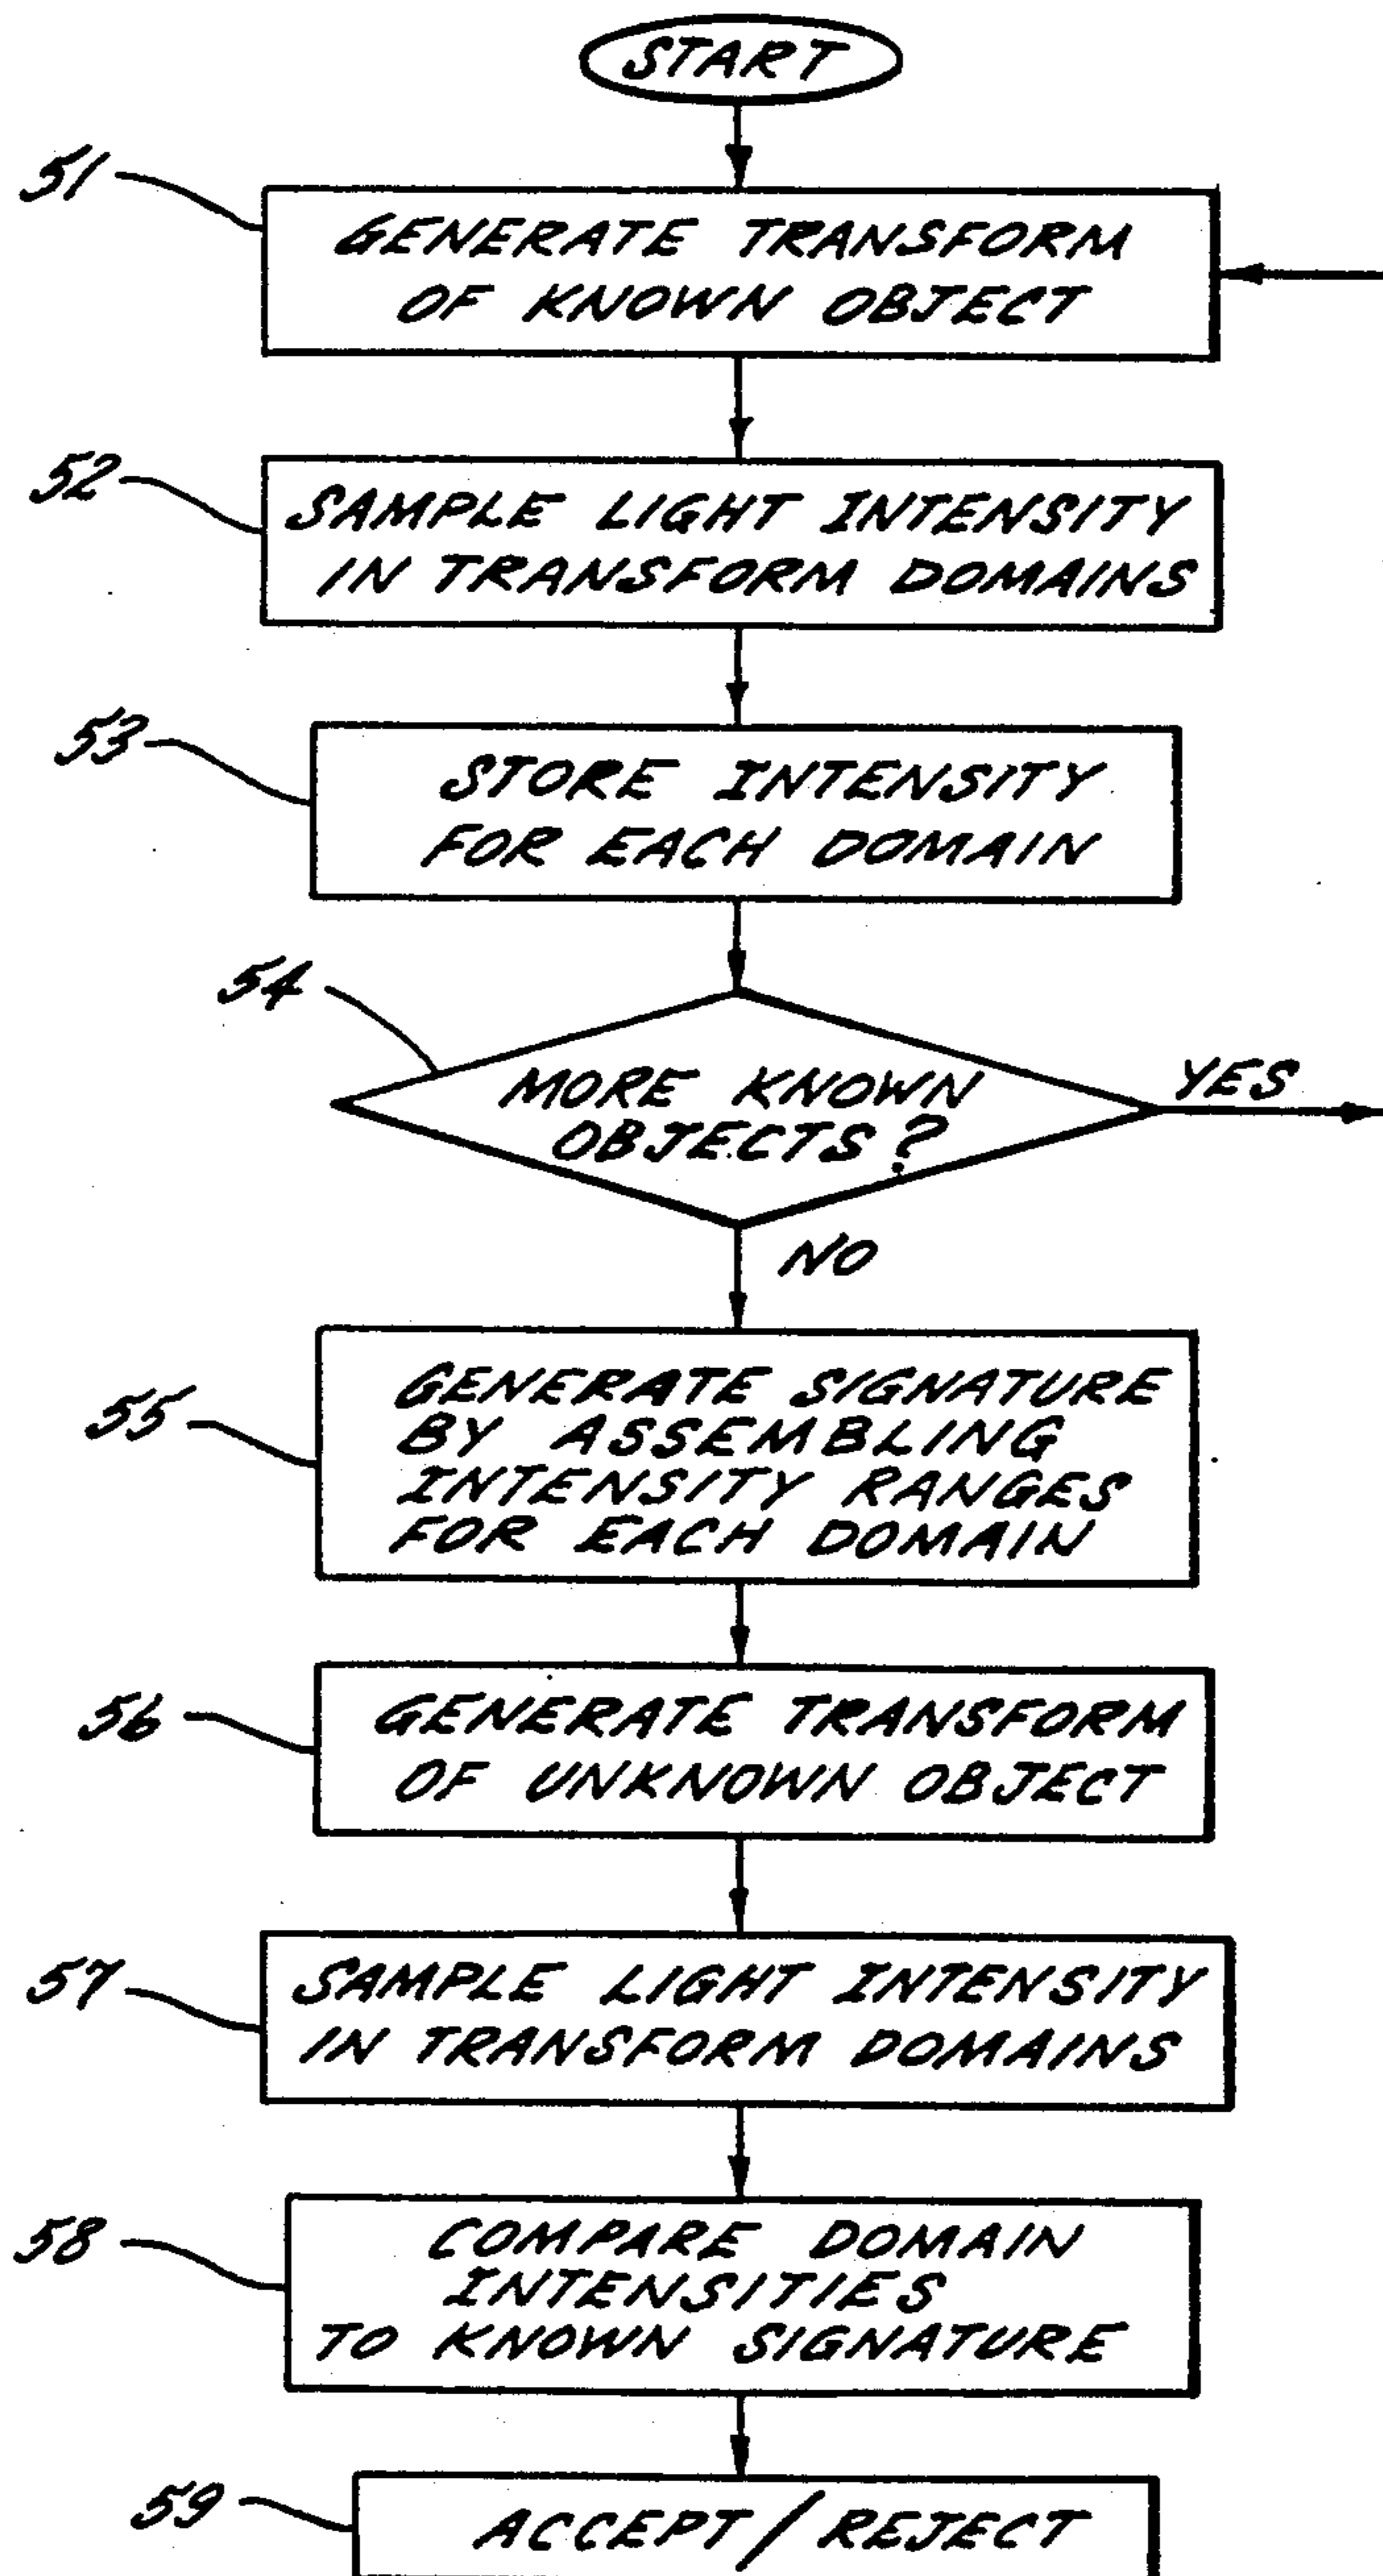 START
51
GENERATE TRANSFORM
OF KNOWN OBJECT
52
SAMPLE LIGHT INTENSITY
IN TRANSFORM DOMAINS
53
STORE INTENSITY
FOR EACH DOMAIN
54
MORE KNOWN
OBJECTS?
YES
NO
55
GENERATE SIGNATURE
BY ASSEMBLING
INTENSITY RANGES
FOR EACH DOMAIN
56
GENERATE TRANSFORM
OF UNKNOWN OBJECT
57
SAMPLE LIGHT INTENSITY
IN TRANSFORM DOMAINS
58
COMPARE DOMAIN
INTENSITIES
TO KNOWN SIGNATURE
59
ACCEPT/REJECT